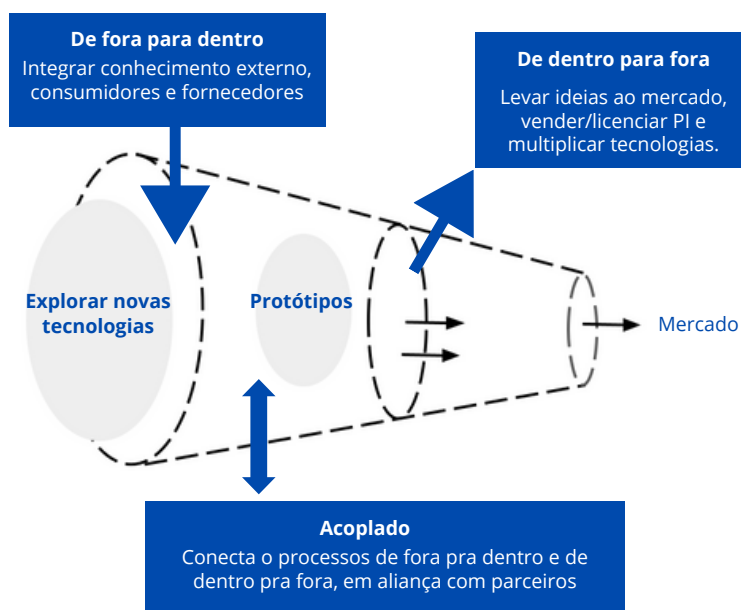 De fora para dentro
Integrar conhecimento externo,
consumidores e fornecedores
De dentro para fora
Levar ideias ao mercado,
vender/licenciar PI e
multiplicar tecnologias.
Explorar novas
tecnologias
Protótipos
Mercado
Acoplado
Conecta o processos de fora pra dentro e de
dentro pra fora, em aliança com parceiros